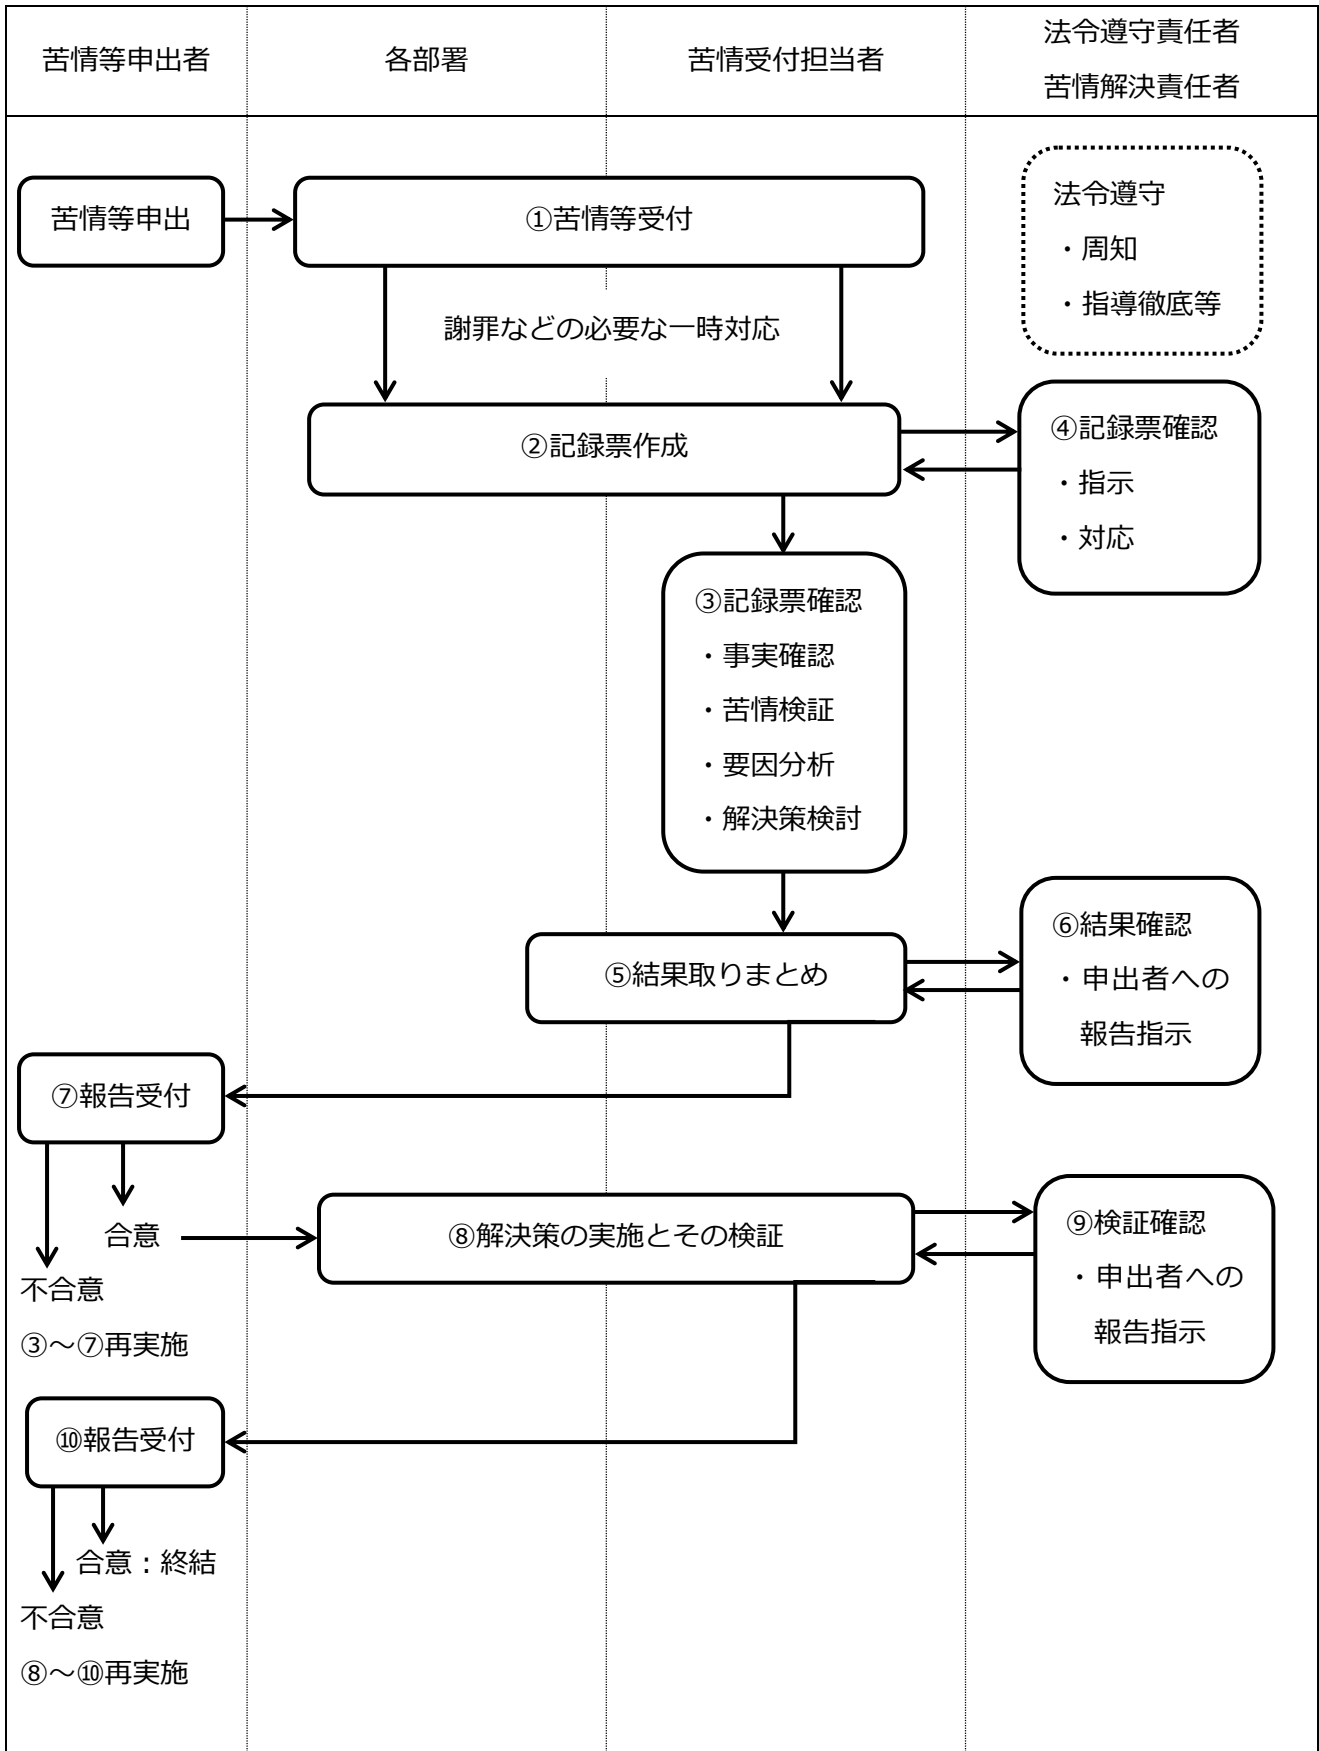 苦情等申出者
各部署
苦情受付担当者
法令遵守責任者
苦情解決責任者
苦情等申出
①苦情等受付
法令遵守
・周知
・指導徹底等
謝罪などの必要な一時対応
②記録票作成
④記録票確認
・指示
・対応
③記録票確認
・事実確認
・苦情検証
・要因分析
・解決策検討
⑤結果取りまとめ
⑥結果確認
・申出者への
報告指示
⑦報告受付
合意
不合意
③～⑦再実施
⑧解決策の実施とその検証
⑨検証確認
・申出者への
報告指示
⑩報告受付
合意：終結
不合意
⑧～⑩再実施